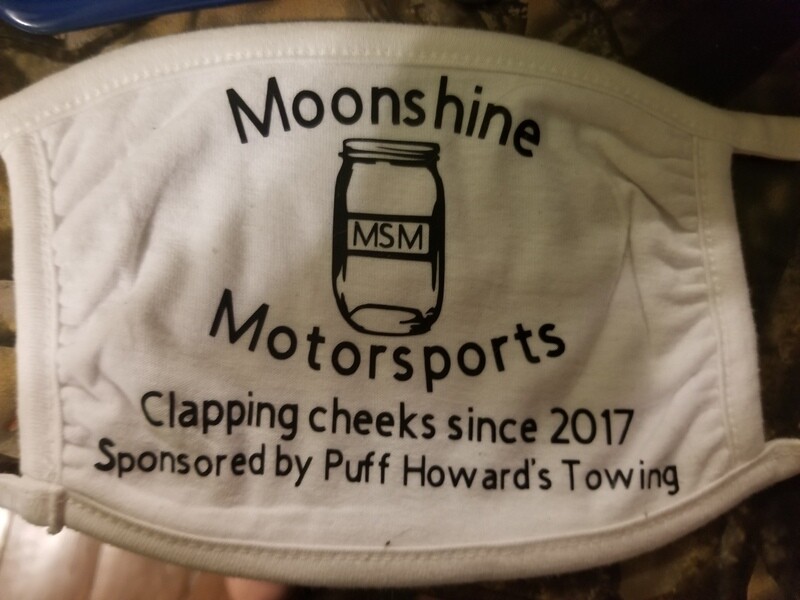 Moonshine
MSM
Motorsports
Clapping cheeks since 2017
Sponsored by Puff Howard's Towing